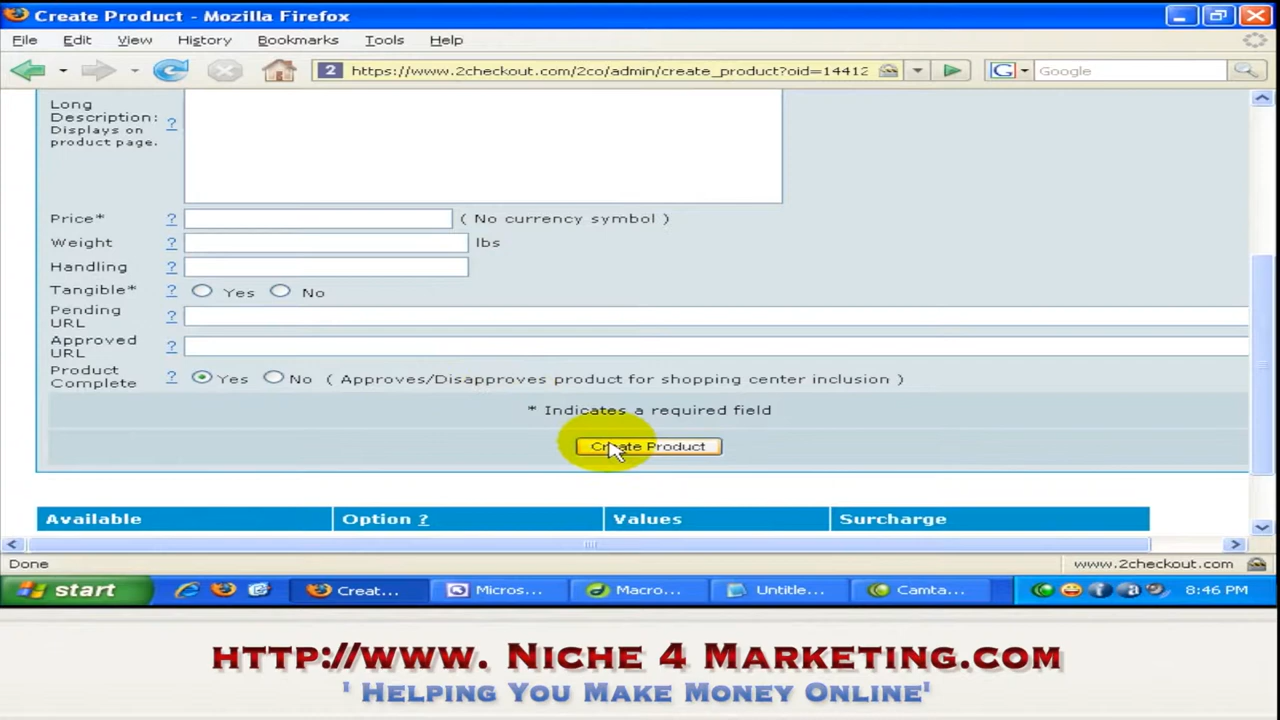 Create Product - Mozilla Firefox
File Edit View History Bookmarks Tools Help
2 https://www.2checkout.com/2co/admin/create_product?oid=14412 G Google
Long
Description: ?
Displays on
product page.
Price* ? ( No currency symbol )
Weight ? lbs
Handling ?
Tangible* ? Yes No
Pending
URL ?
Approved
URL ?
Product
Complete ? Yes No ( Approves/Disapproves product for shopping center inclusion )
* Indicates a required field
Create Product
Available Option ? Values Surcharge
Done www.2checkout.com
start Creat... Micros... Macro... Untitle... Camta... 8:46 PM
HTTP://WWW. NICHE 4 MARKETING.COM
' HELPING YOU MAKE MONEY ONLINE'